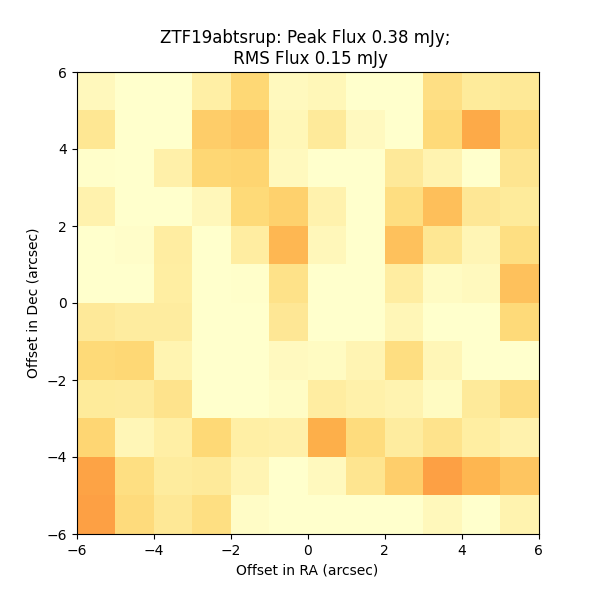 ZTF19abtsrup: Peak Flux 0.38 mJy;
RMS Flux 0.15 mJy
6
4
2
0
−2
−4
−6
Offset in Dec (arcsec)
−6 −4 −2 0 2 4 6
Offset in RA (arcsec)